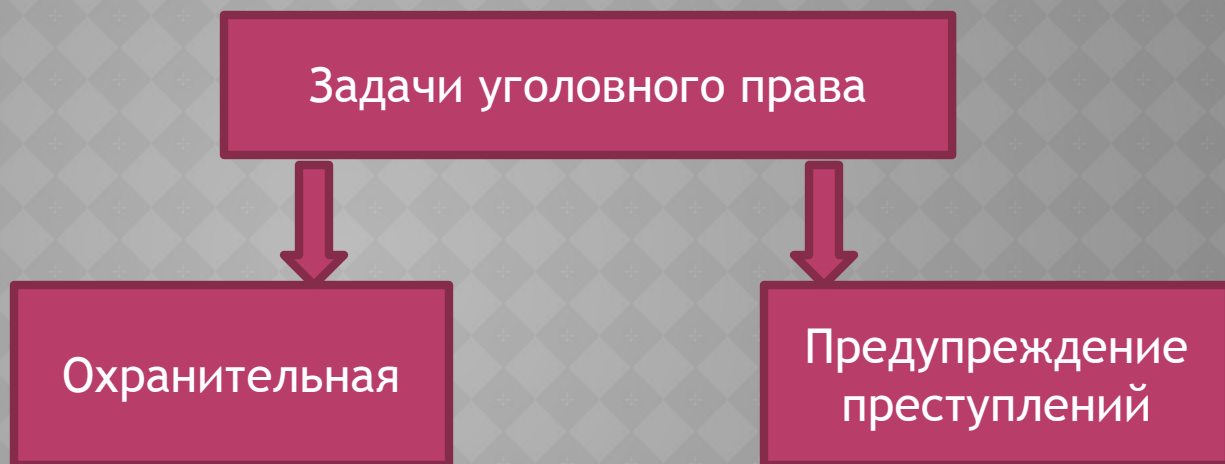 Задачи уголовного права
Охранительная
Предупреждение
преступлений